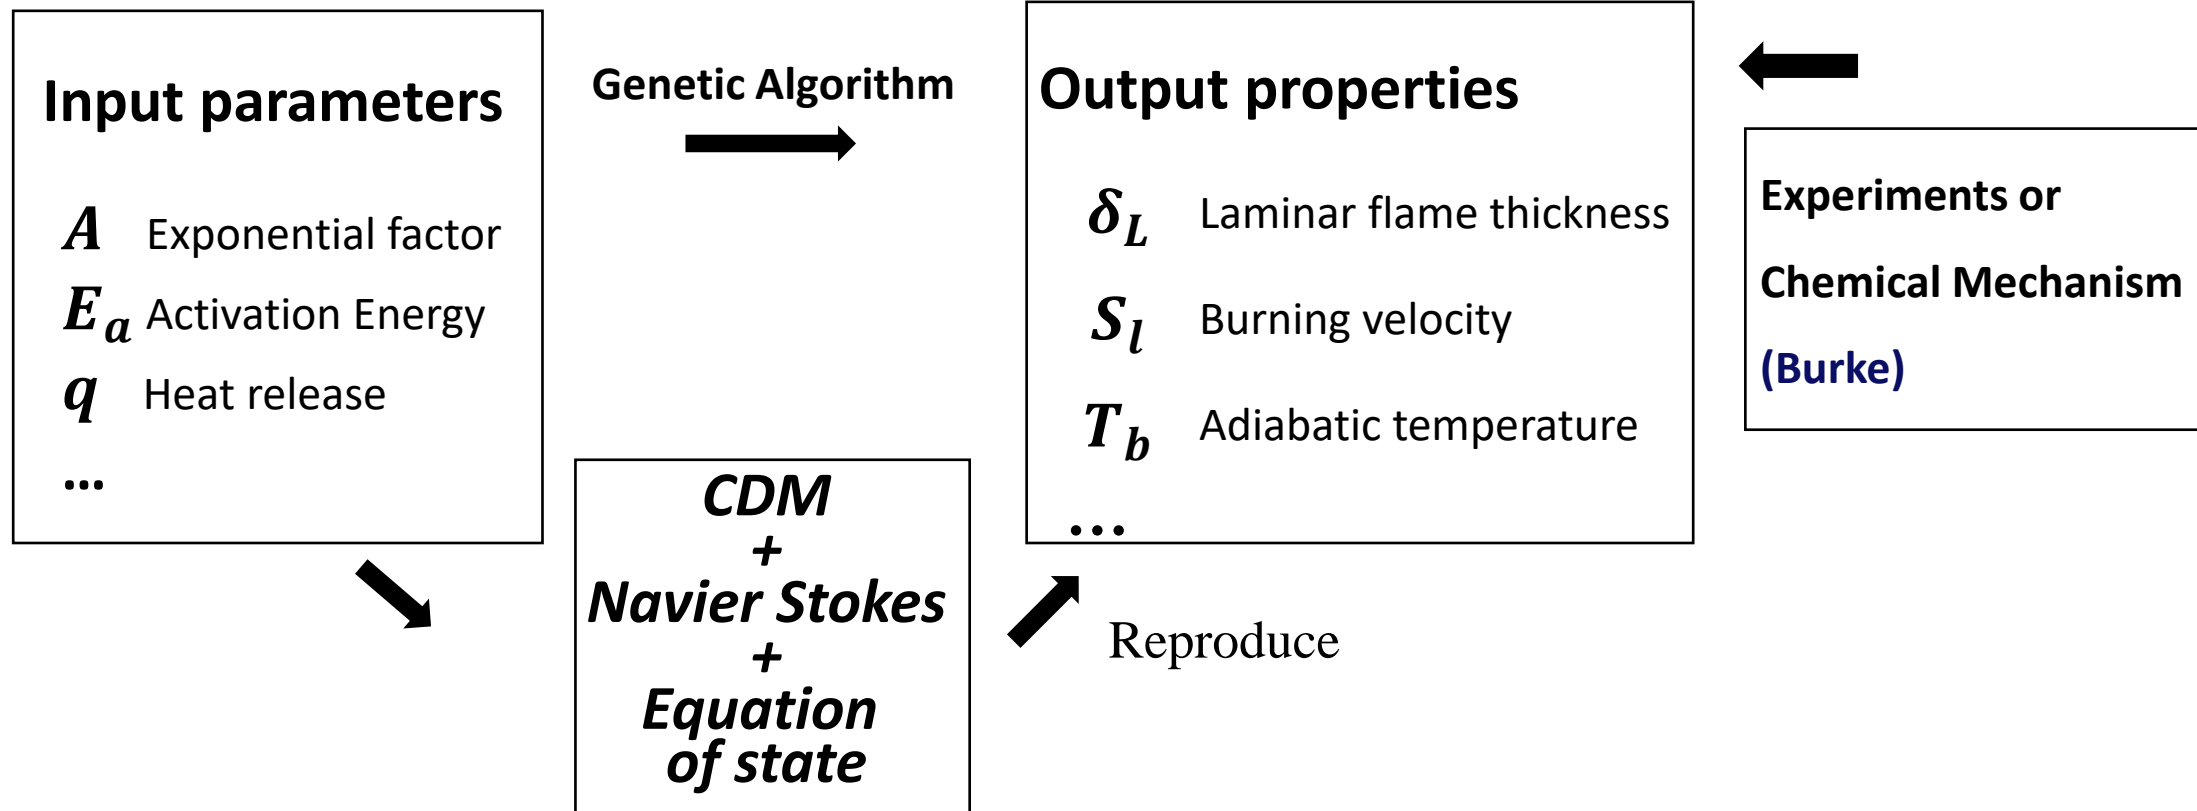 Input parameters
A Exponential factor
Eₐ Activation Energy
q Heat release
...
Genetic Algorithm
CDM
+
Navier Stokes
+
Equation
of state
Output properties
δ_L Laminar flame thickness
S_l Burning velocity
T_b Adiabatic temperature
...
Reproduce
Experiments or
Chemical Mechanism
(Burke)